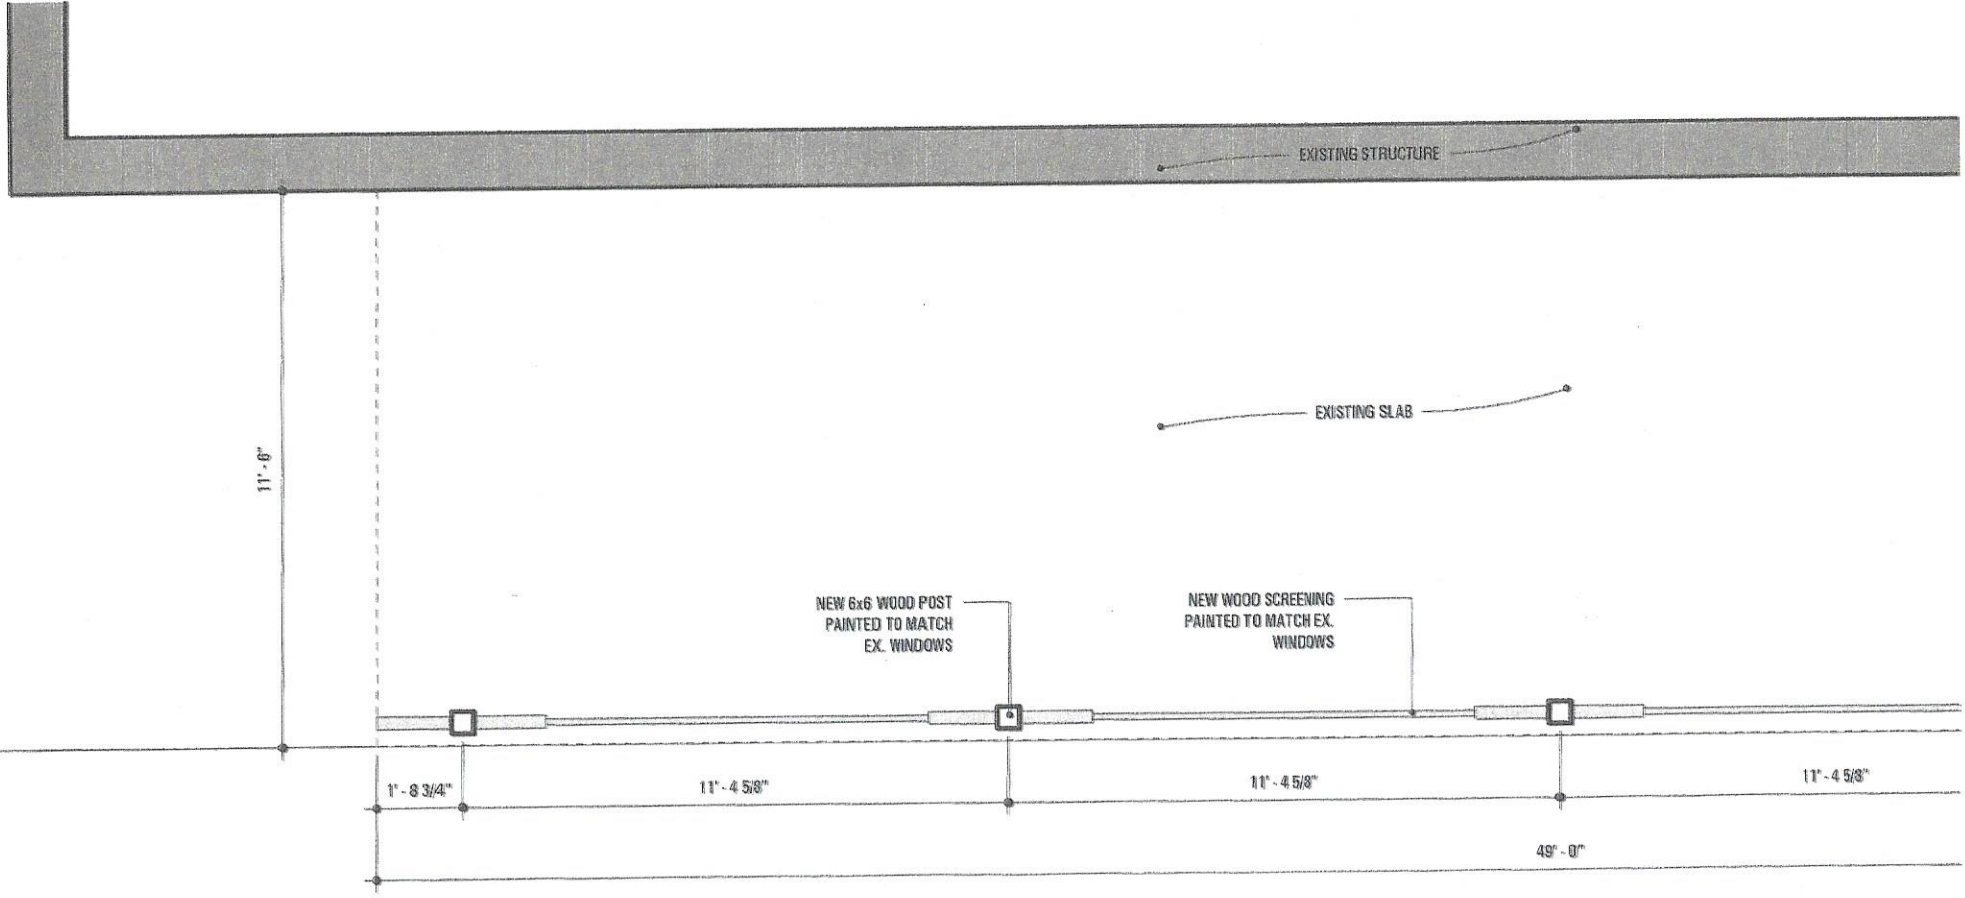 EXISTING STRUCTURE
EXISTING SLAB
11' - 6"
NEW 6x6 WOOD POST
PAINTED TO MATCH
EX. WINDOWS
NEW WOOD SCREENING
PAINTED TO MATCH EX.
WINDOWS
1' - 8 3/4"
11' - 4 5/8"
11' - 4 5/8"
11' - 4 5/8"
49' - 0"